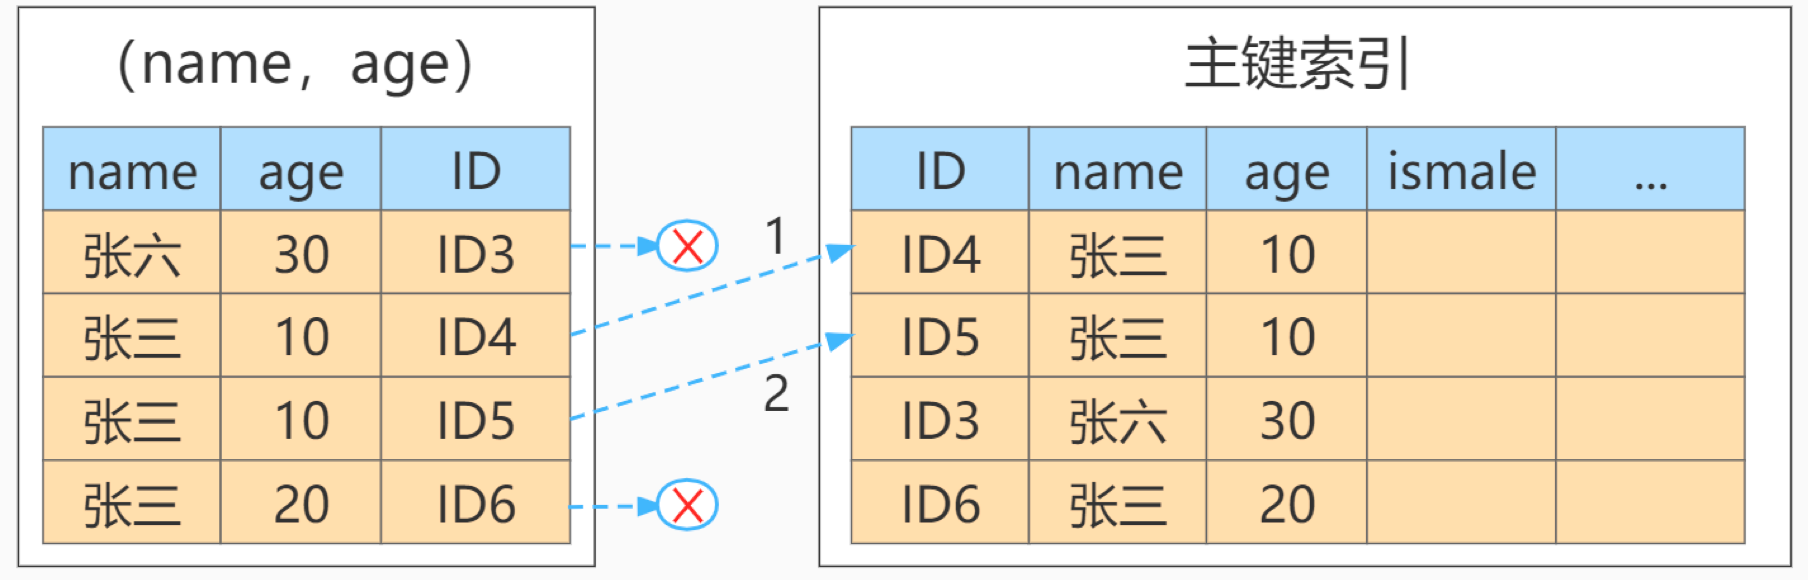 （name，age）
name age ID
张六 30 ID3
张三 10 ID4
张三 10 ID5
张三 20 ID6
1
2
主键索引
ID name age ismale ...
ID4 张三 10
ID5 张三 10
ID3 张六 30
ID6 张三 20